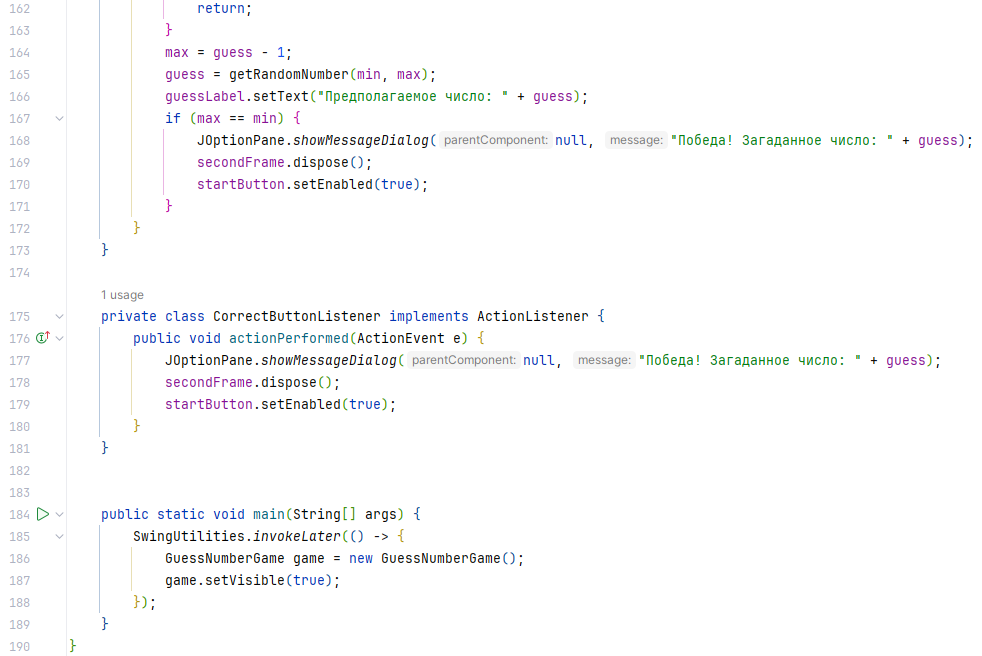 162 return;
163 }
164 max = guess - 1;
165 guess = getRandomNumber(min, max);
166 guessLabel.setText("Предполагаемое число: " + guess);
167 if (max == min) {
168 JOptionPane.showMessageDialog( parentComponent: null, message: "Победа! Загаданное число: " + guess);
169 secondFrame.dispose();
170 startButton.setEnabled(true);
171 }
172 }
173 }
174
1 usage
175 private class CorrectButtonListener implements ActionListener {
176 public void actionPerformed(ActionEvent e) {
177 JOptionPane.showMessageDialog( parentComponent: null, message: "Победа! Загаданное число: " + guess);
178 secondFrame.dispose();
179 startButton.setEnabled(true);
180 }
181 }
182
183
184 public static void main(String[] args) {
185 SwingUtilities.invokeLater(() -> {
186 GuessNumberGame game = new GuessNumberGame();
187 game.setVisible(true);
188 });
189 }
190 }